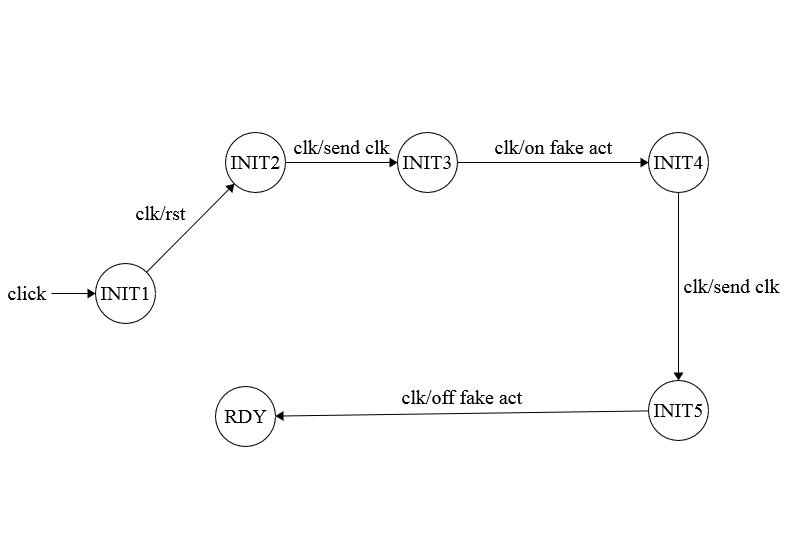 clk/send clk
clk/on fake act
INIT2
INIT3
INIT4
clk/rst
click
INIT1
clk/send clk
clk/off fake act
RDY
INIT5